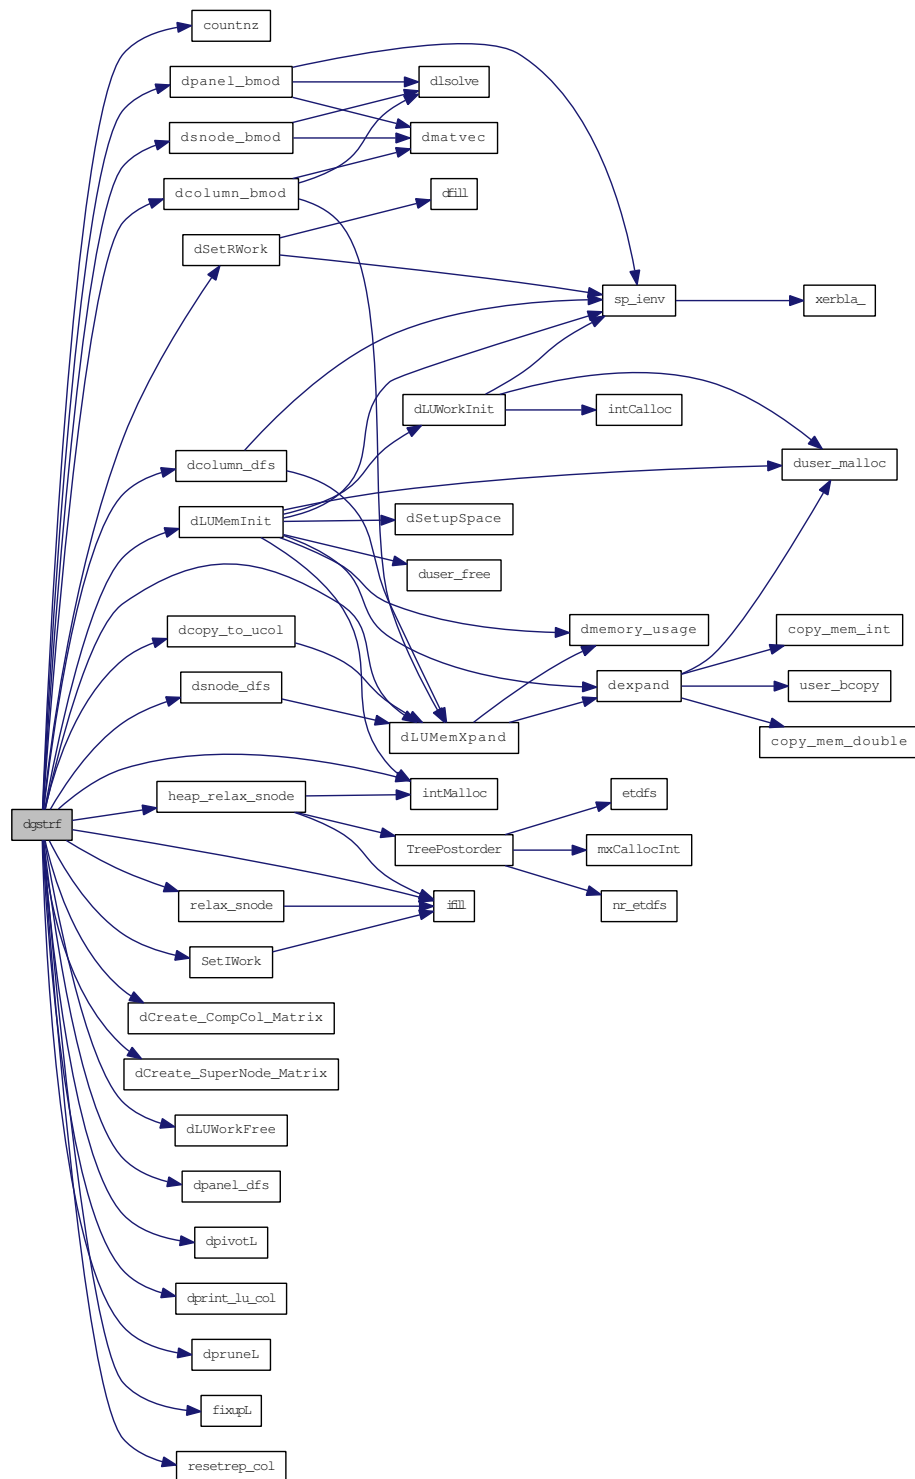 countnz
dpanel_bmod
dlsolve
dsnode_bmod
dmatvec
dcolumn_bmod
dfill
dSetRWork
sp_ienv
xerbla_
dLUWorkInit
intCalloc
dcolumn_dfs
duser_malloc
dLUMemInit
dSetupSpace
duser_free
dcopy_to_ucol
dmemory_usage
copy_mem_int
dsnode_dfs
dexpand
user_bcopy
dLUMemXpand
copy_mem_double
heap_relax_snode
intMalloc
etdfs
dgstrf
TreePostorder
mxCallocInt
relax_snode
ifill
nr_etdfs
SetIWork
dCreate_CompCol_Matrix
dCreate_SuperNode_Matrix
dLUWorkFree
dpanel_dfs
dpivotL
dprint_lu_col
dpruneL
fixupL
resetrep_col